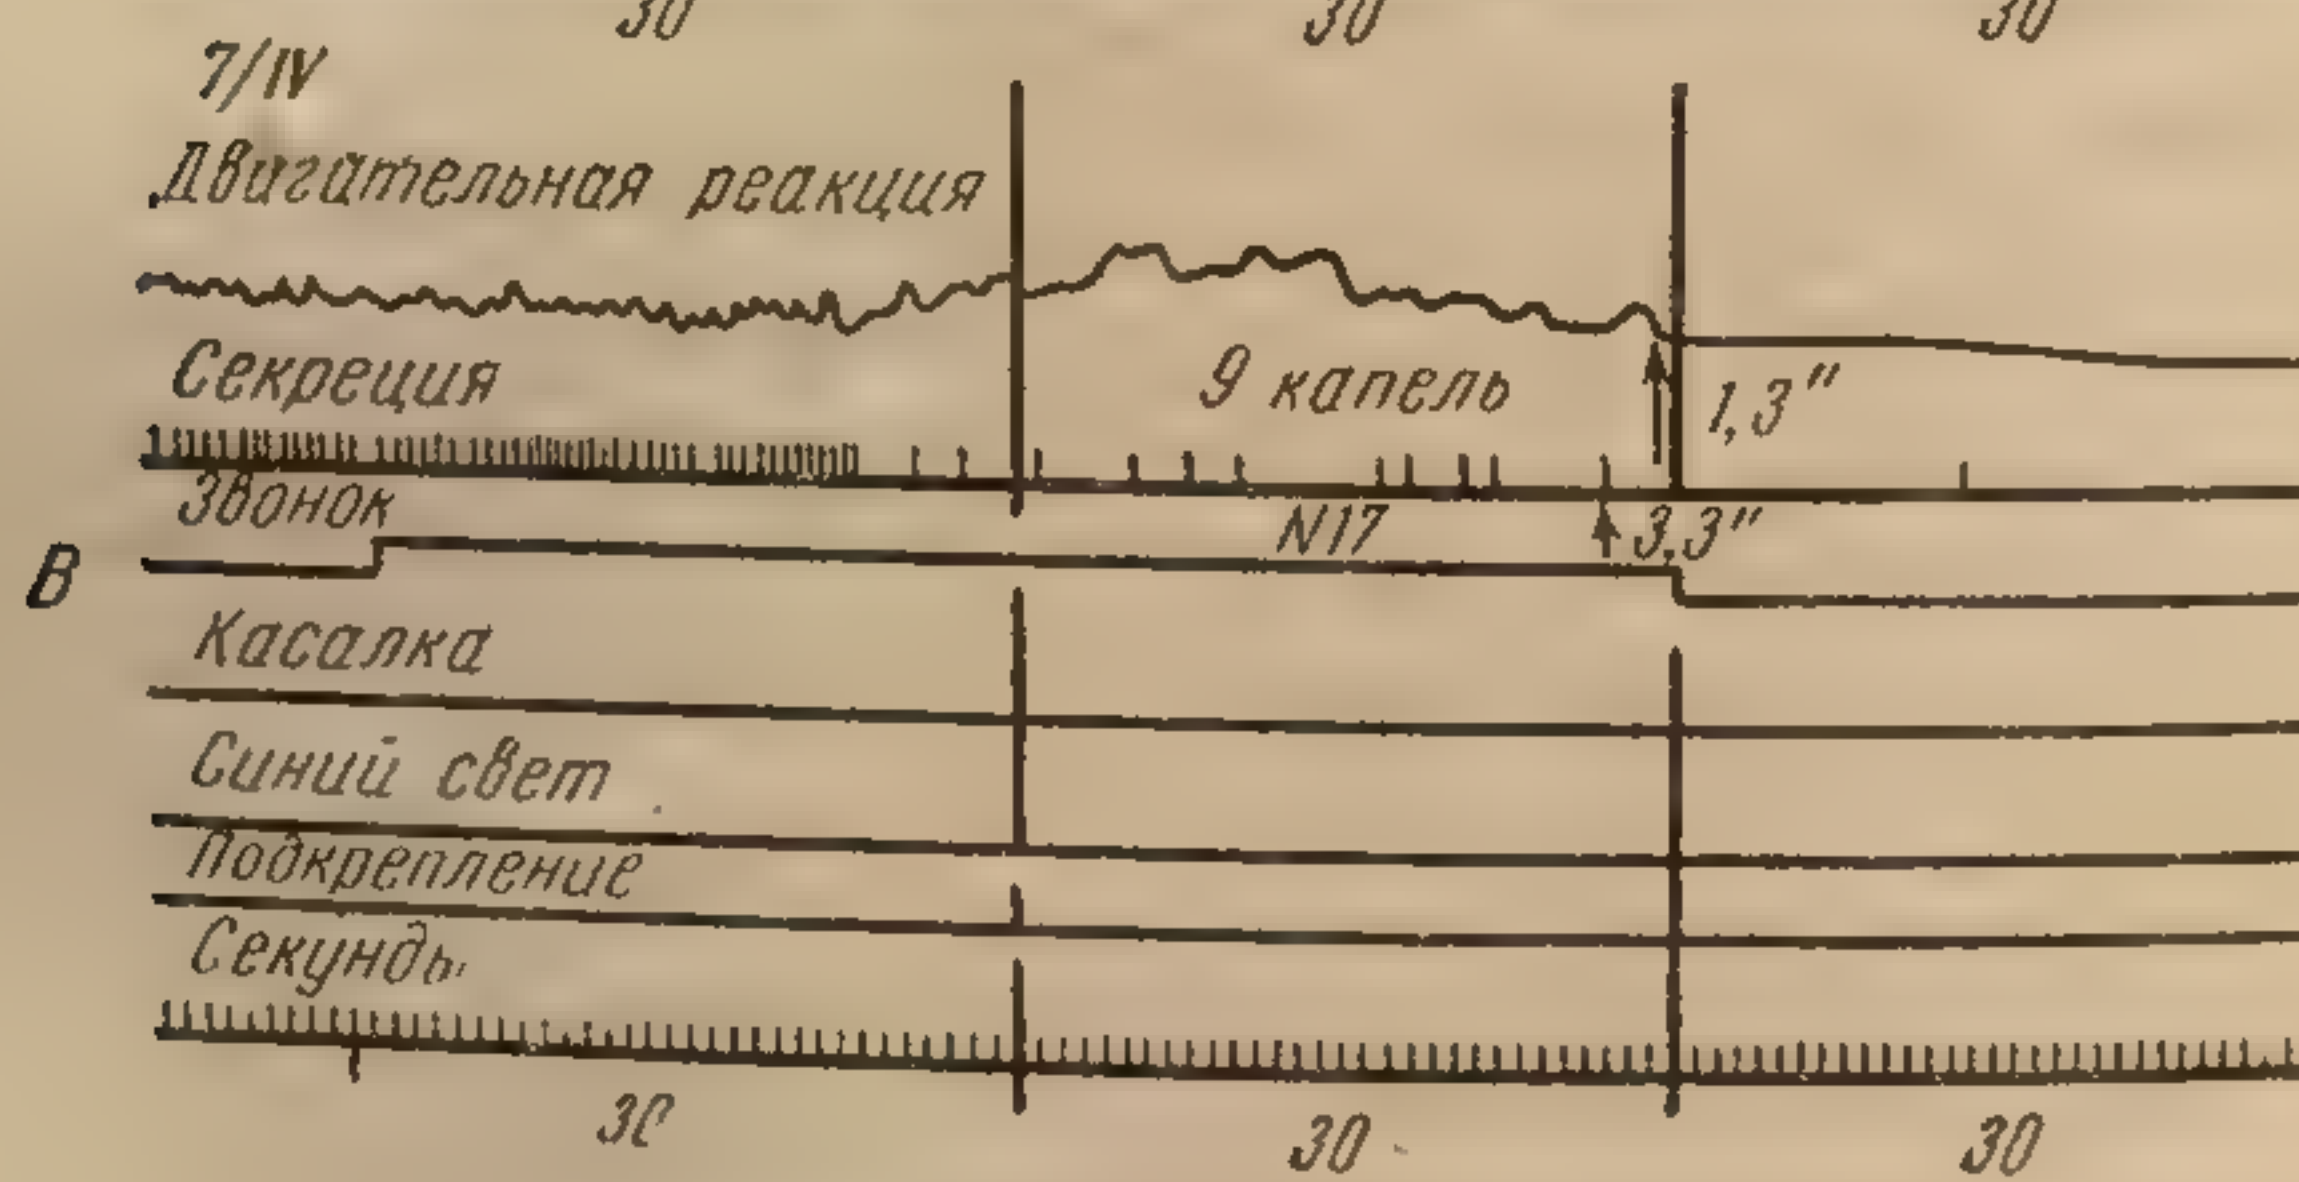 30 30 30
7/IV
Двигательная реакция
Секреция 9 капель 1,3"
Звонок N17 3,3"
В
Касалка
Синий свет
Подкрепление
Секунды
30 30 30